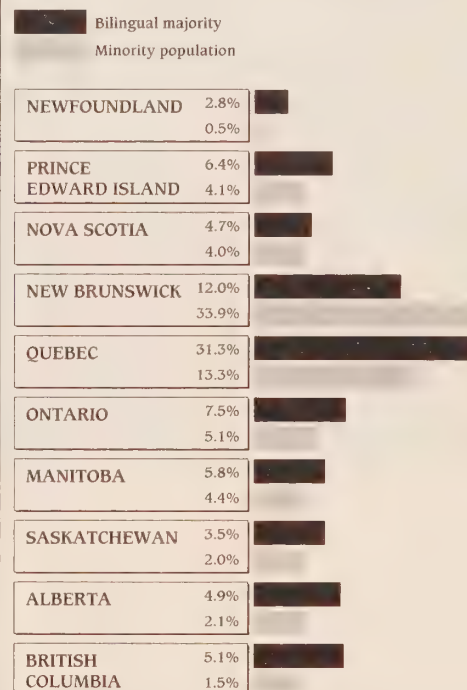 Bilingual majority
Minority population
NEWFOUNDLAND 2.8%
0.5%
PRINCE 6.4%
EDWARD ISLAND 4.1%
NOVA SCOTIA 4.7%
4.0%
NEW BRUNSWICK 12.0%
33.9%
QUEBEC 31.3%
13.3%
ONTARIO 7.5%
5.1%
MANITOBA 5.8%
4.4%
SASKATCHEWAN 3.5%
2.0%
ALBERTA 4.9%
2.1%
BRITISH 5.1%
COLUMBIA 1.5%